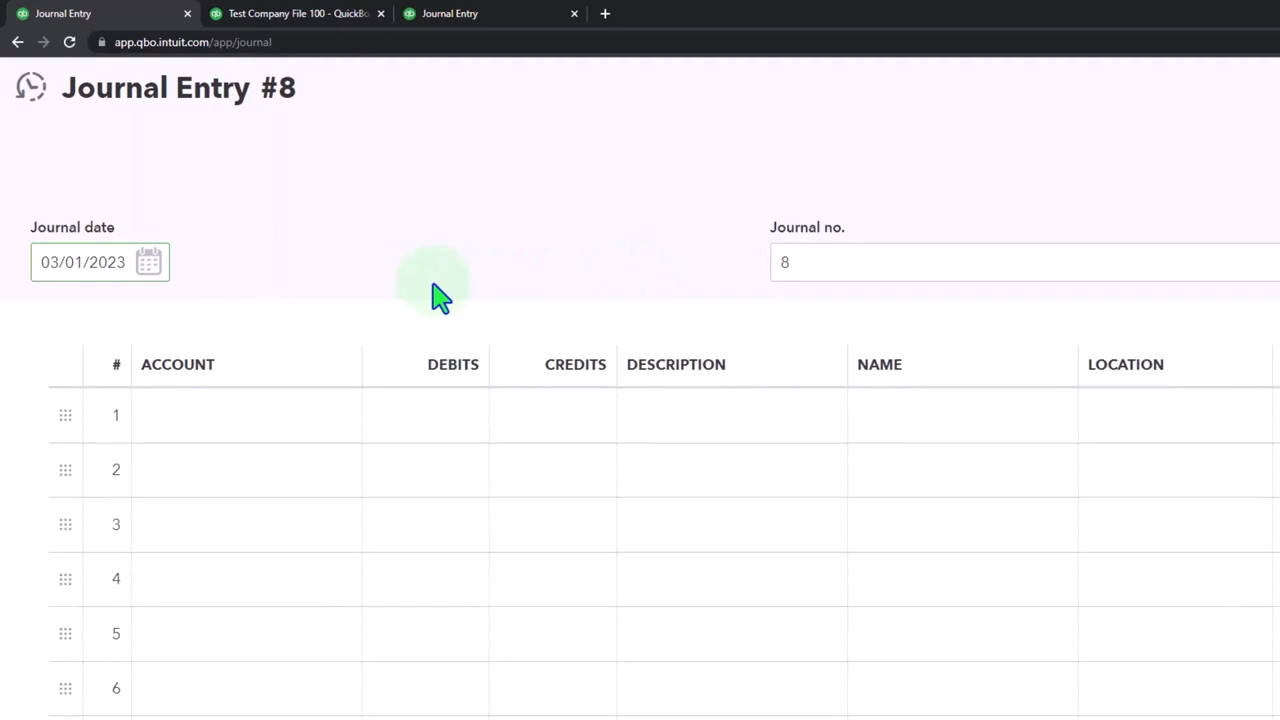 Journal Entry
Test Company File 100 - QuickBo
Journal Entry
app.qbo.intuit.com/app/journal
Journal Entry #8
Journal date
Journal no.
03/01/2023
8
# ACCOUNT DEBITS CREDITS DESCRIPTION NAME LOCATION
1
2
3
4
5
6